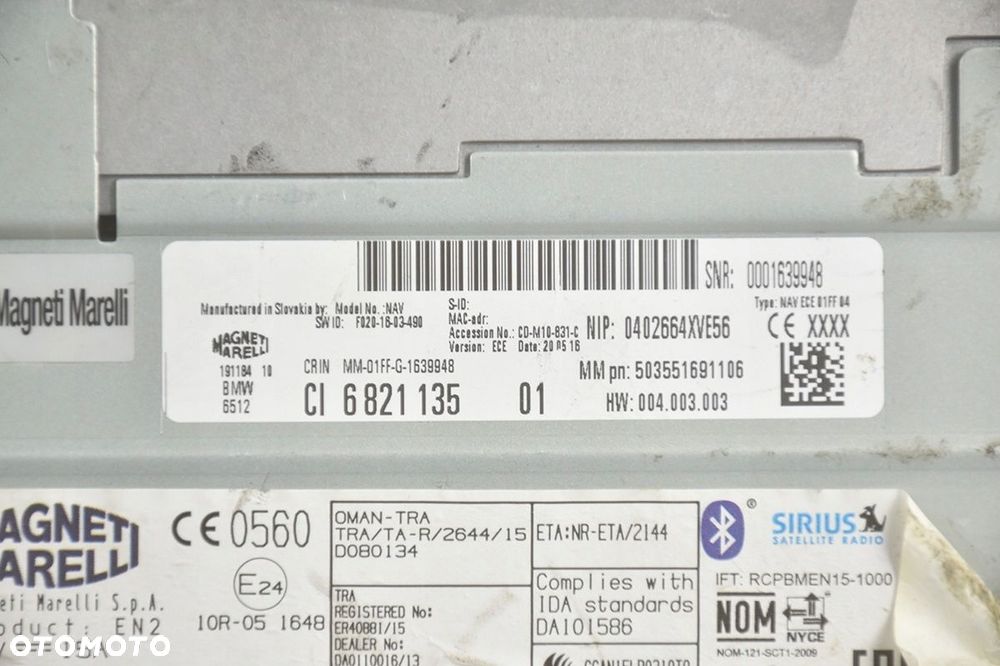 Magneti Marelli
SNR: 0001639948
Manufactured in Slovakia by: Model No.: NAV
SW ID: F020-16-03-490
S-ID:
MAC-adr:
Accession No.: CD-M10-831-C
Version: ECE Date: 20 05 16
NIP: 0402664XVE56
Type: NAV ECE 01FF 04
CE XXXX
MAGNETI
MARELLI
191184 10
BMW
6512
CRIN MM-01FF-G-1639948
CI 6 821 135 01
MM pn: 503551691106
HW: 004.003.003
MAGNETI
MARELLI
Marelli S.p.A.
EN2
CE 0560
E24
10R-05 1648
OMAN-TRA
TRA/TA-R/2644/15
D080134
TRA
REGISTERED No:
ER40881/15
DEALER No:
DA0110016/13
ETA:NR-ETA/2144
Complies with
IDA standards
DA101586
®
SIRIUS
SATELLITE RADIO
IFT: RCPBMEN15-1000
NOM
NYCE
NOM-121-SCT1-2009
OTOMOTO